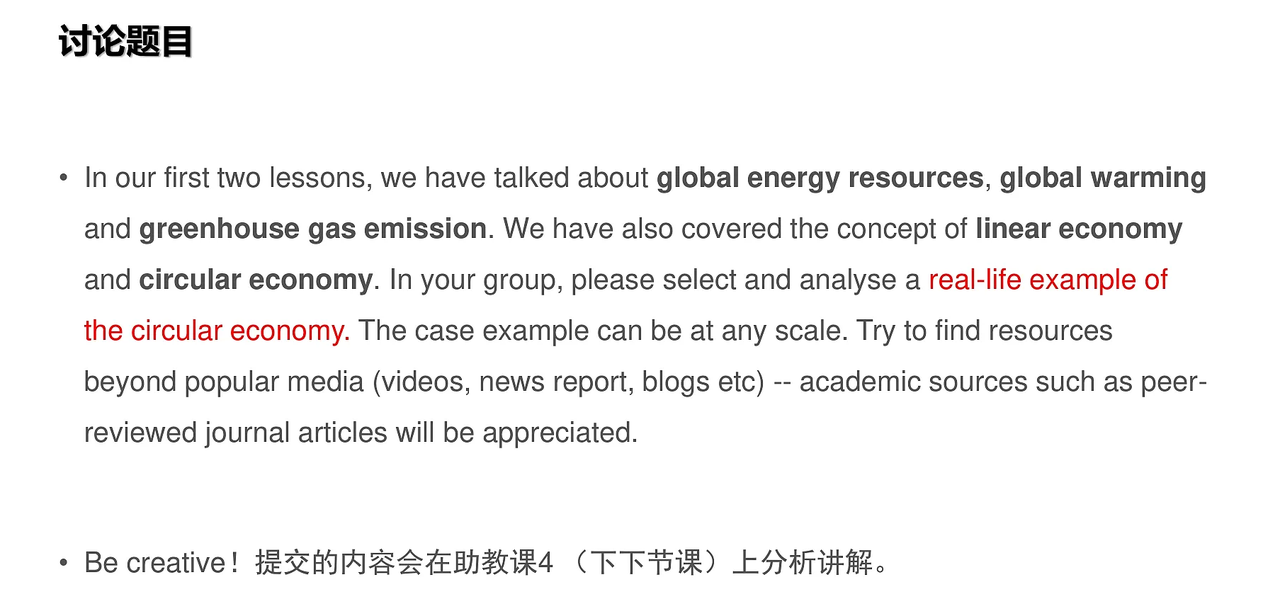 讨论题目
• In our first two lessons, we have talked about global energy resources, global warming
and greenhouse gas emission. We have also covered the concept of linear economy
and circular economy. In your group, please select and analyse a real-life example of
the circular economy. The case example can be at any scale. Try to find resources
beyond popular media (videos, news report, blogs etc) -- academic sources such as peer-
reviewed journal articles will be appreciated.
• Be creative！提交的内容会在助教课4 （下下节课）上分析讲解。